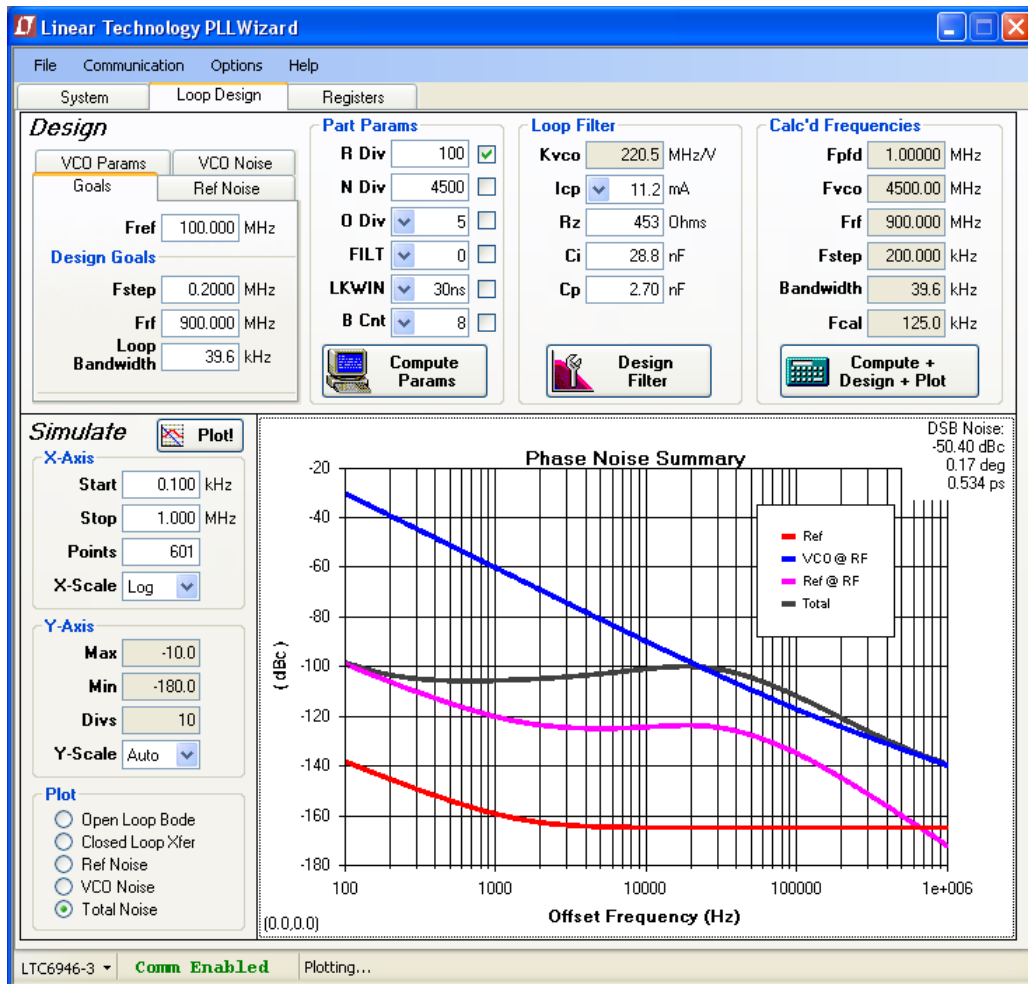 Linear Technology PLLWizard
File Communication Options Help
System Loop Design Registers
Design
VCO Params VCO Noise
Goals Ref Noise
Fref 100.000 MHz
Design Goals
Fstep 0.2000 MHz
Frf 900.000 MHz
Loop
Bandwidth 39.6 kHz
Part Params
R Div 100
N Div 4500
O Div 5
FILT 0
LKWIN 30ns
B Cnt 8
Compute
Params
Loop Filter
Kvco 220.5 MHz/V
Icp 11.2 mA
Rz 453 Ohms
Ci 28.8 nF
Cp 2.70 nF
Design
Filter
Calc'd Frequencies
Fpfd 1.00000 MHz
Fvco 4500.00 MHz
Frf 900.000 MHz
Fstep 200.000 kHz
Bandwidth 39.6 kHz
Fcal 125.0 kHz
Compute +
Design + Plot
Simulate Plot!
X-Axis
Start 0.100 kHz
Stop 1.000 MHz
Points 601
X-Scale Log
Y-Axis
Max -10.0
Min -180.0
Divs 10
Y-Scale Auto
Plot
Open Loop Bode
Closed Loop Xfer
Ref Noise
VCO Noise
Total Noise
DSB Noise:
-50.40 dBc
0.17 deg
0.534 ps
Phase Noise Summary
-20
-40
-60
-80
-100
-120
-140
-160
-180
( dBc )
Ref
VCO @ RF
Ref @ RF
Total
100 1000 10000 100000 1e+006
Offset Frequency (Hz)
(0.0,0.0)
LTC6946-3 Comm Enabled Plotting...